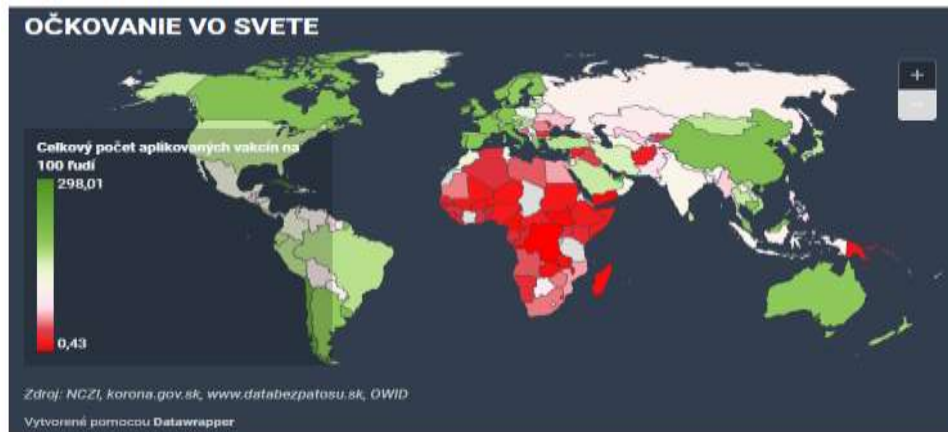 OČKOVANIE VO SVETE
+
Celkový počet aplikovaných vakcín na
100 ľudí
298,01
0,43
Zdroj: NCZI, korona.gov.sk, www.databezpatosu.sk, OWID
Vytvorené pomocou Datawrapper